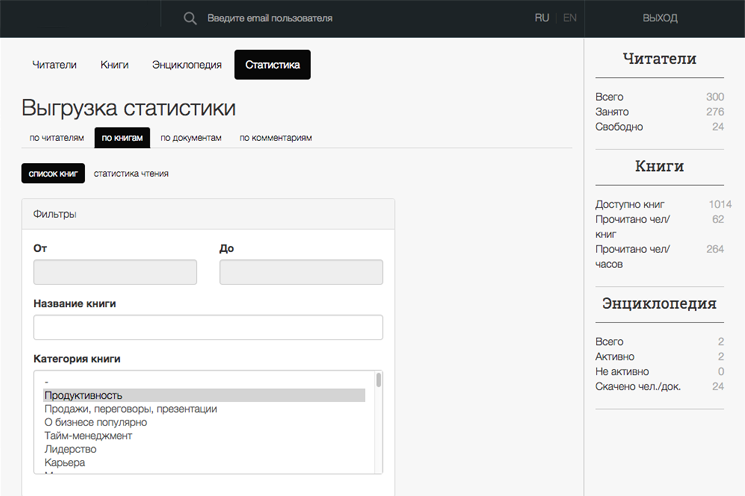 Введите email пользователя
RU | EN
ВЫХОД
Читатели Книги Энциклопедия Статистика
Выгрузка статистики
по читателям по книгам по документам по комментариям
список книг статистика чтения
Фильтры
От До
Название книги
Категория книги
-
Продуктивность
Продажи, переговоры, презентации
О бизнесе популярно
Тайм-менеджмент
Лидерство
Карьера
Читатели
Всего 300
Занято 276
Свободно 24
Книги
Доступно книг 1014
Прочитано чел/ 62
книг
Прочитано чел/ 264
часов
Энциклопедия
Всего 2
Активно 2
Не активно 0
Скачено чел./док. 24